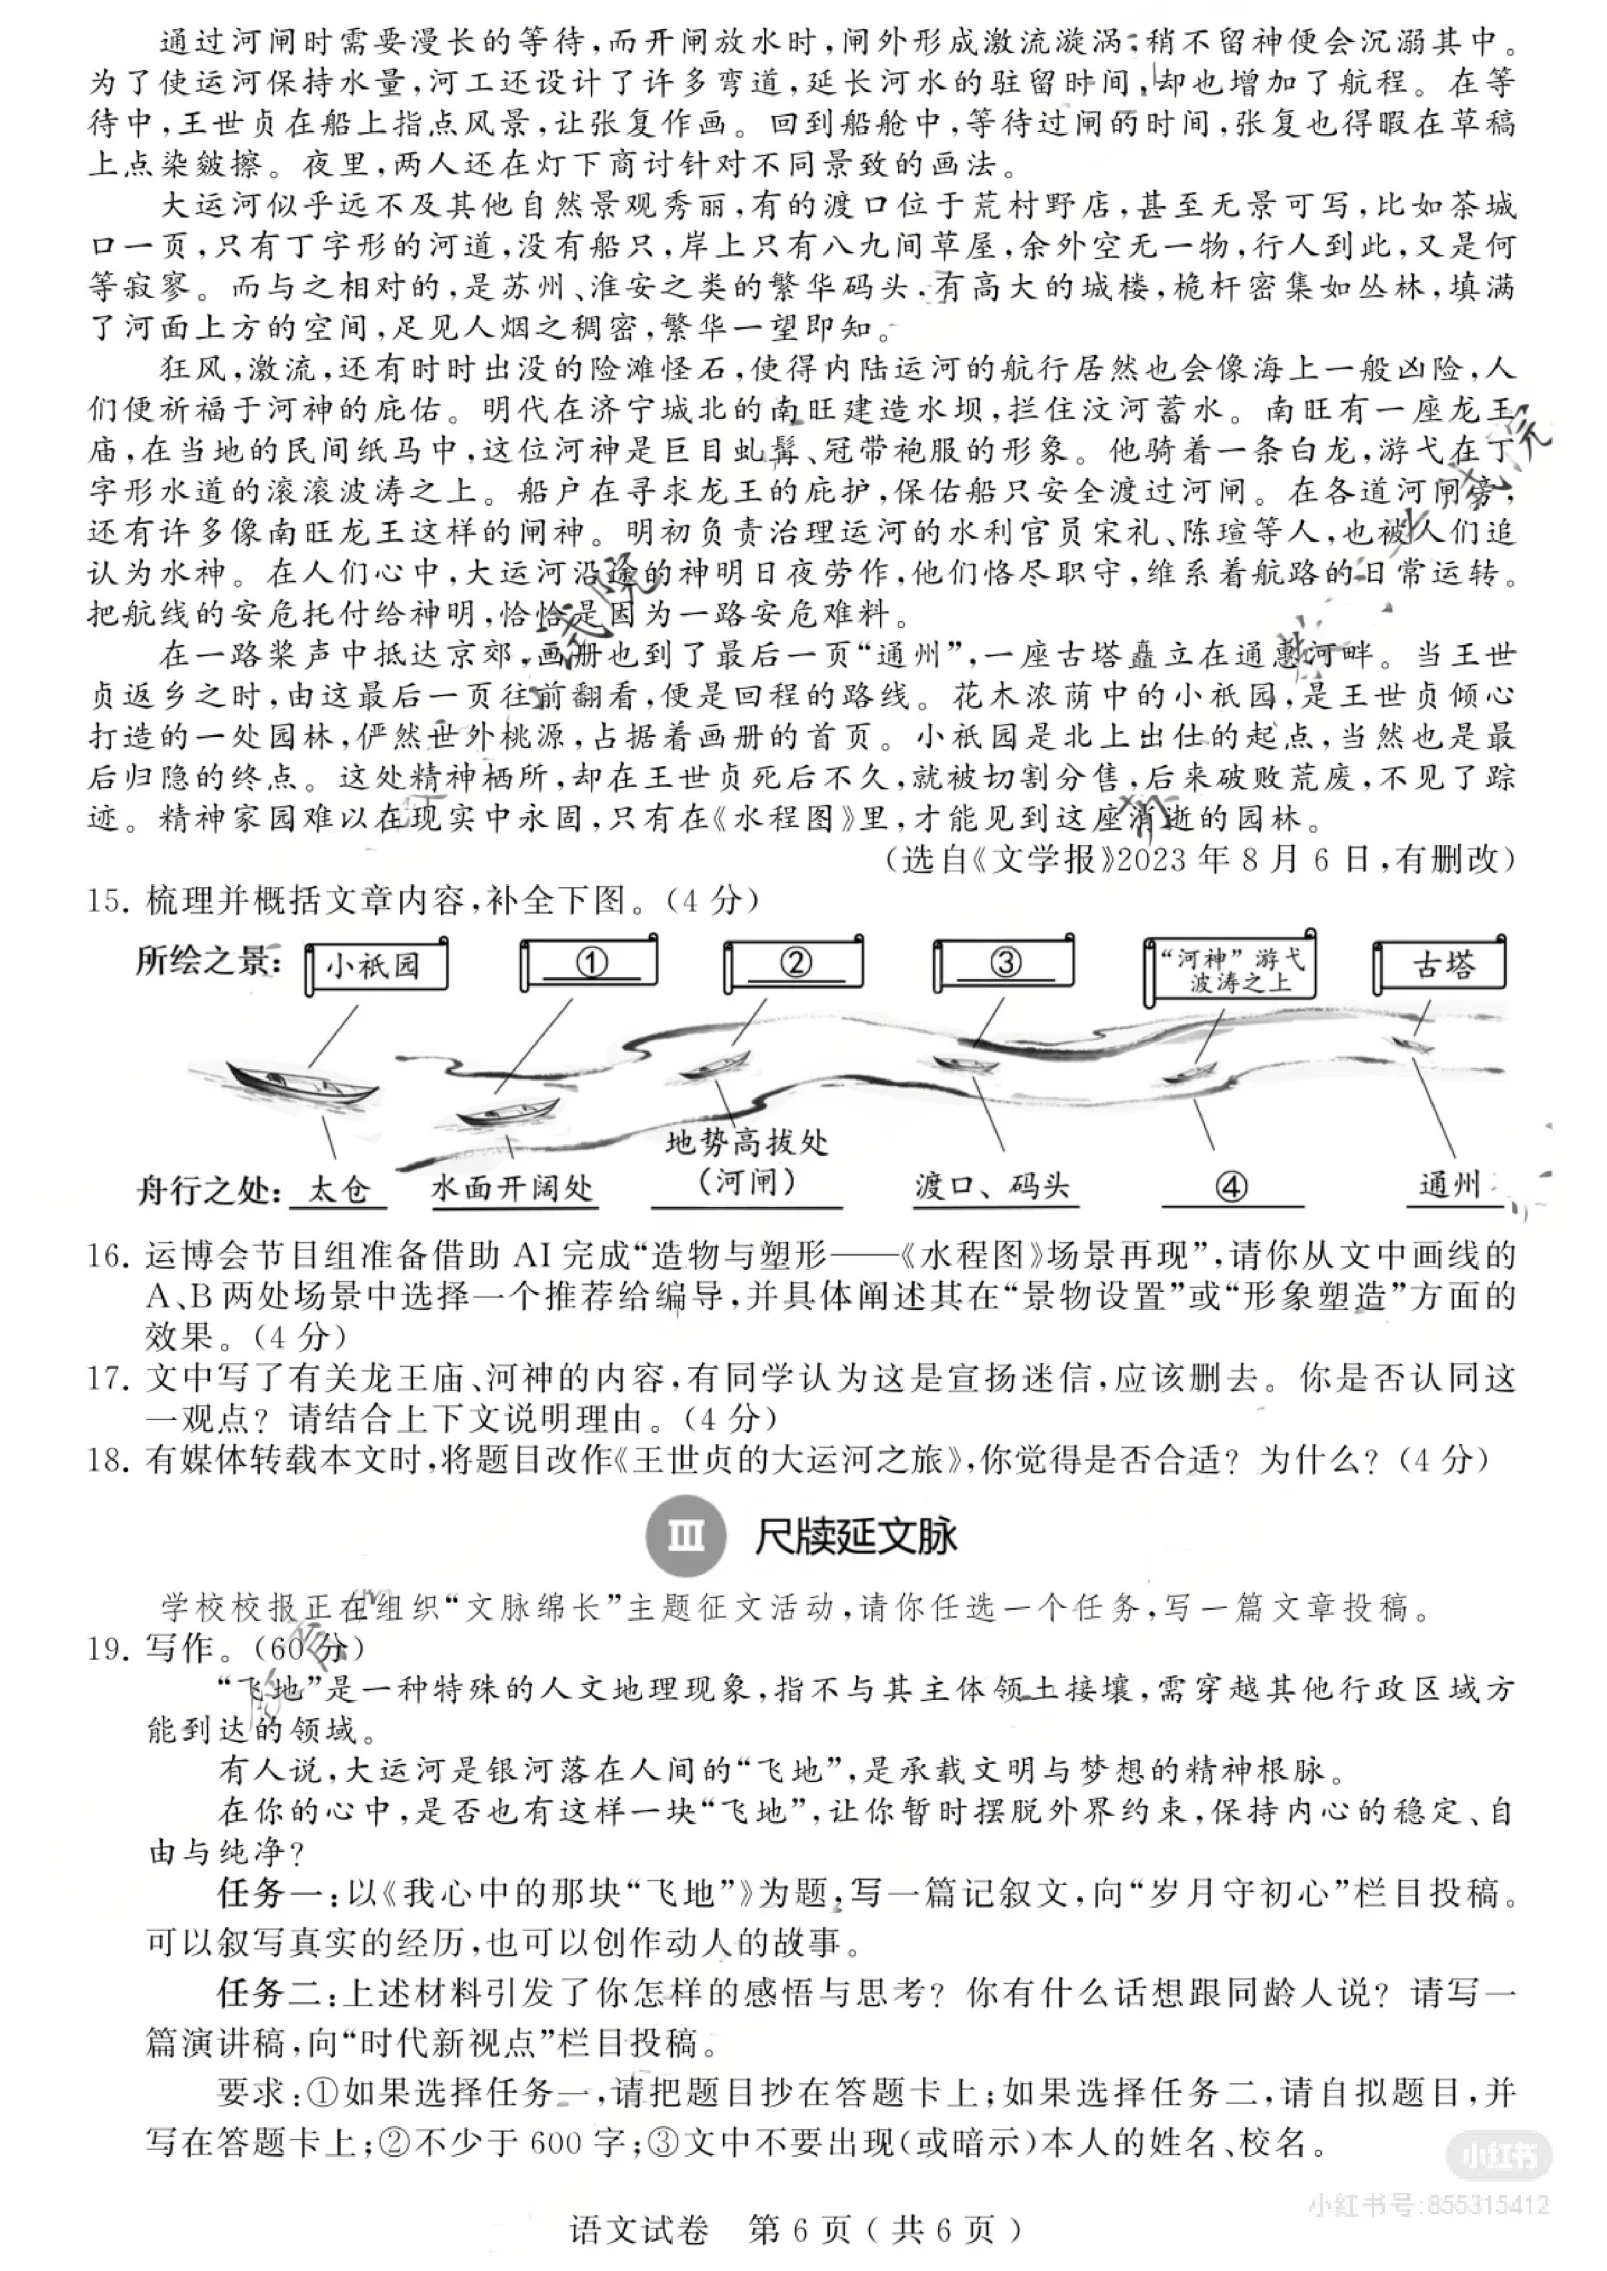 通过河闸时需要漫长的等待,而开闸放水时,闸外形成激流漩涡,稍不留神便会沉溺其中。
为了使运河保持水量,河工还设计了许多弯道,延长河水的驻留时间,却也增加了航程。在等
待中,王世贞在船上指点风景,让张复作画。回到船舱中,等待过闸的时间,张复也得暇在草稿
上点染皴擦。夜里,两人还在灯下商讨针对不同景致的画法。
大运河似乎远不及其他自然景观秀丽,有的渡口位于荒村野店,甚至无景可写,比如茶城
口一页,只有丁字形的河道,没有船只,岸上只有八九间草屋,余外空无一物,行人到此,又是何
等寂寥。而与之相对的,是苏州、淮安之类的繁华码头,有高大的城楼,桅杆密集如丛林,填满
了河面上方的空间,足见人烟之稠密,繁华一望即知。
狂风,激流,还有时时出没的险滩怪石,使得内陆运河的航行居然也会像海上一般凶险,人
们便祈福于河神的庇佑。明代在济宁城北的南旺建造水坝,拦住汶河蓄水。南旺有一座龙王
庙,在当地的民间纸马中,这位河神是巨目虬髯、冠带袍服的形象。他骑着一条白龙,游弋在丁
字形水道的滚滚波涛之上。船户在寻求龙王的庇护,保佑船只安全渡过河闸。在各道河闸旁,
还有许多像南旺龙王这样的闸神。明初负责治理运河的水利官员宋礼、陈瑄等人,也被人们追
认为水神。在人们心中,大运河沿途的神明日夜劳作,他们恪尽职守,维系着航路的日常运转。
把航线的安危托付给神明,恰恰是因为一路安危难料。
在一路桨声中抵达京郊,画册也到了最后一页“通州”,一座古塔矗立在通惠河畔。当王世
贞返乡之时,由这最后一页往前翻看,便是回程的路线。花木浓荫中的小祇园,是王世贞倾心
打造的一处园林,俨然世外桃源,占据着画册的首页。小祇园是北上出仕的起点,当然也是最
后归隐的终点。这处精神栖所,却在王世贞死后不久,就被切割分售,后来破败荒废,不见了踪
迹。精神家园难以在现实中永固,只有在《水程图》里,才能见到这座消逝的园林。
(选自《文学报》2023年8月6日,有删改)
15. 梳理并概括文章内容,补全下图。(4分)
所绘之景: 小祇园 ① ② ③ “河神”游弋波涛之上 古塔
地势高拔处
舟行之处: 太仓 水面开阔处 (河闸) 渡口、码头 ④ 通州
16. 运博会节目组准备借助AI完成“造物与塑形——《水程图》场景再现”,请你从文中画线的
A、B两处场景中选择一个推荐给编导,并具体阐述其在“景物设置”或“形象塑造”方面的
效果。(4分)
17. 文中写了有关龙王庙、河神的内容,有同学认为这是宣扬迷信,应该删去。你是否认同这
一观点?请结合上下文说明理由。(4分)
18. 有媒体转载本文时,将题目改作《王世贞的大运河之旅》,你觉得是否合适?为什么?(4分)
III 尺牍延文脉
学校校报正在组织“文脉绵长”主题征文活动,请你任选一个任务,写一篇文章投稿。
19. 写作。(60分)
“飞地”是一种特殊的人文地理现象,指不与其主体领土接壤,需穿越其他行政区域方
能到达的领域。
有人说,大运河是银河落在人间的“飞地”,是承载文明与梦想的精神根脉。
在你的心中,是否也有这样一块“飞地”,让你暂时摆脱外界约束,保持内心的稳定、自
由与纯净?
任务一:以《我心中的那块“飞地”》为题,写一篇记叙文,向“岁月守初心”栏目投稿。
可以叙写真实的经历,也可以创作动人的故事。
任务二:上述材料引发了你怎样的感悟与思考?你有什么话想跟同龄人说?请写一
篇演讲稿,向“时代新视点”栏目投稿。
要求:①如果选择任务一,请把题目抄在答题卡上;如果选择任务二,请自拟题目,并
写在答题卡上;②不少于600字;③文中不要出现(或暗示)本人的姓名、校名。
小红书
小红书号:855315412
语文试卷 第6页(共6页)